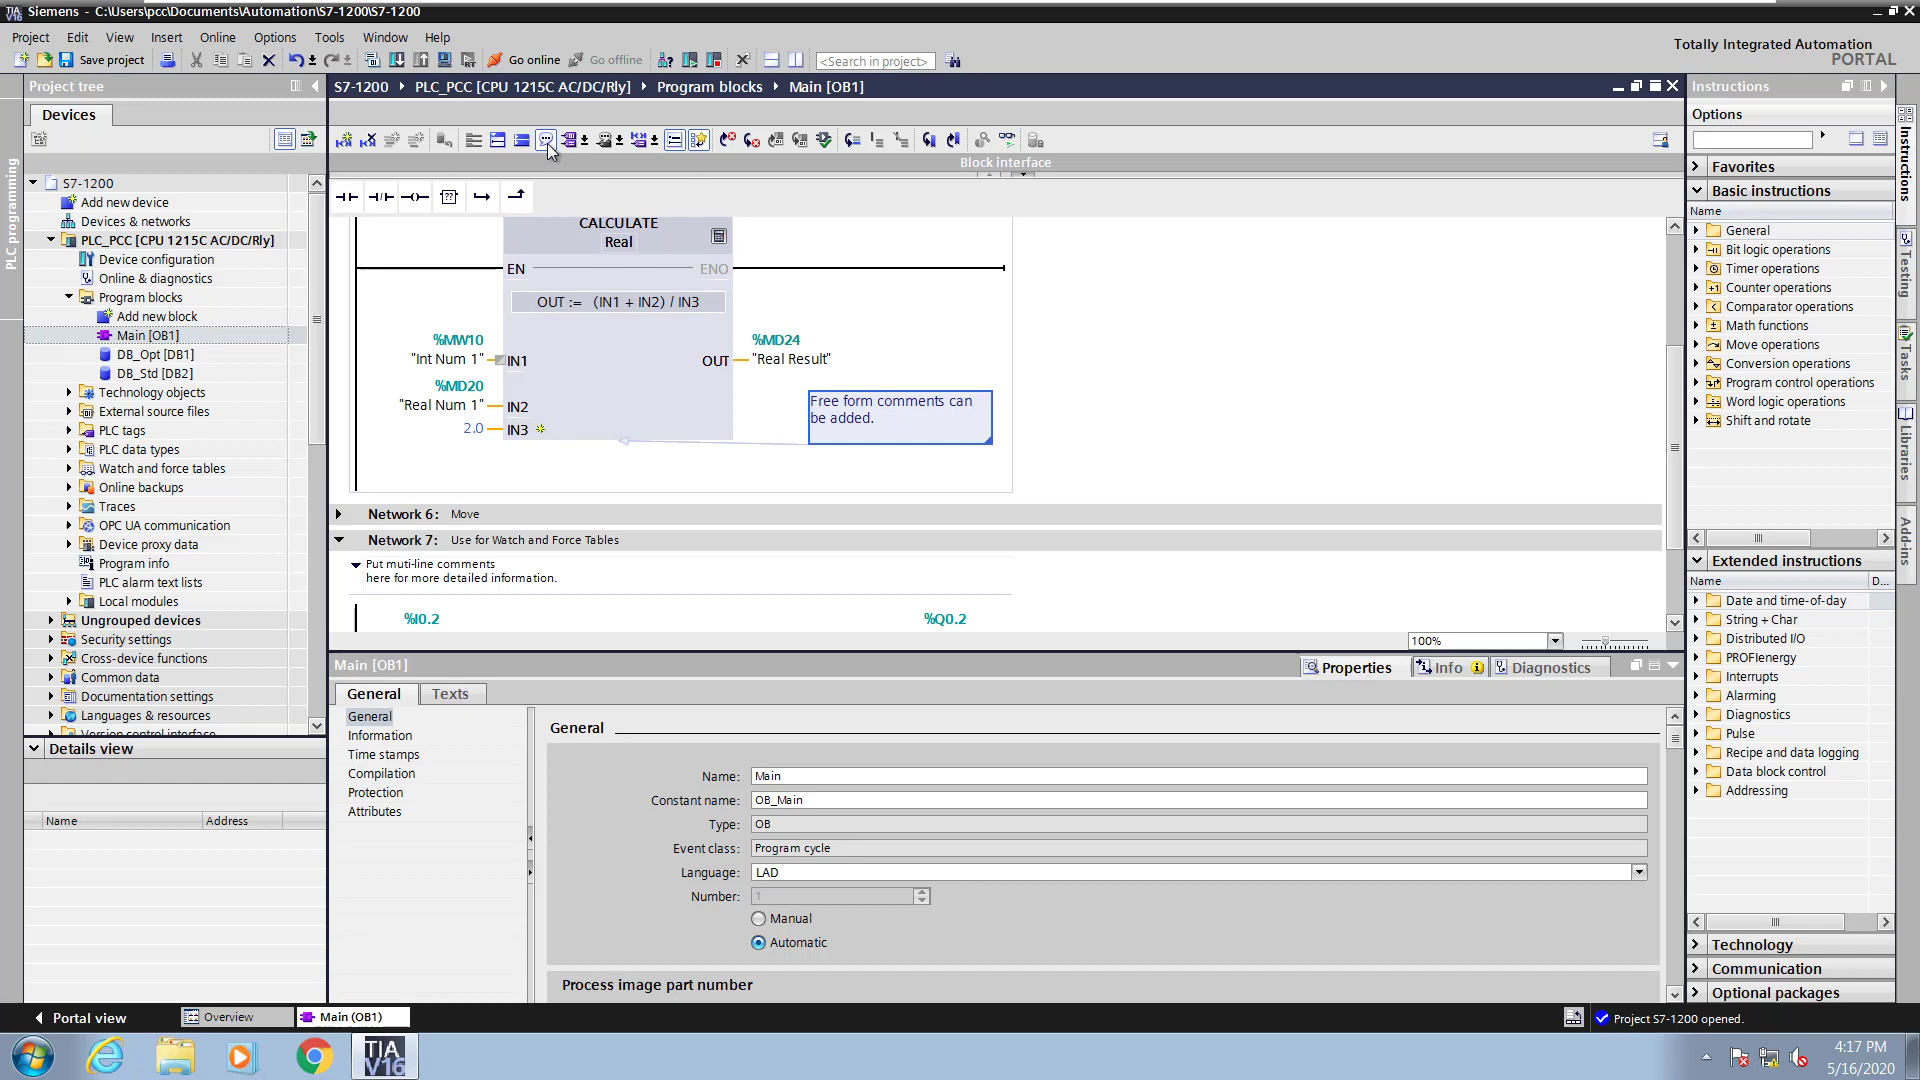 Siemens - C:\Users\pcc\Documents\Automation\S7-1200\S7-1200
Project Edit View Insert Online Options Tools Window Help
Totally Integrated Automation
PORTAL
Save project
Go online
Go offline
<Search in project>
Project tree
Devices
PLC programming
S7-1200
Add new device
Devices & networks
PLC_PCC [CPU 1215C AC/DC/Rly]
Device configuration
Online & diagnostics
Program blocks
Add new block
Main [OB1]
DB_Opt [DB1]
DB_Std [DB2]
Technology objects
External source files
PLC tags
PLC data types
Watch and force tables
Online backups
Traces
OPC UA communication
Device proxy data
Program info
PLC alarm text lists
Local modules
Ungrouped devices
Security settings
Cross-device functions
Common data
Documentation settings
Languages & resources
Version control interface
Details view
Name Address
S7-1200 PLC_PCC [CPU 1215C AC/DC/Rly] Program blocks Main [OB1]
Block interface
CALCULATE
Real
EN ENO
OUT := (IN1 + IN2) / IN3
%MW10
"Int Num 1" IN1
%MD20
"Real Num 1" IN2
2.0 IN3
%MD24
OUT "Real Result"
Free form comments can
be added.
Network 6: Move
Network 7: Use for Watch and Force Tables
Put muti-line comments
here for more detailed information.
%I0.2 %Q0.2
100%
Main [OB1]
Properties Info Diagnostics
General Texts
General
Information
Time stamps
Compilation
Protection
Attributes
General
Name: Main
Constant name: OB_Main
Type: OB
Event class: Program cycle
Language: LAD
Number: 1
Manual
Automatic
Process image part number
Instructions
Options
Favorites
Basic instructions
Name
General
Bit logic operations
Timer operations
Counter operations
Comparator operations
Math functions
Move operations
Conversion operations
Program control operations
Word logic operations
Shift and rotate
Extended instructions
Name D...
Date and time-of-day
String + Char
Distributed I/O
PROFIenergy
Interrupts
Alarming
Diagnostics
Pulse
Recipe and data logging
Data block control
Addressing
Technology
Communication
Optional packages
Instructions
Testing
Tasks
Libraries
Add-ins
Portal view
Overview
Main (OB1)
Project S7-1200 opened.
TIA
V16
4:17 PM
5/16/2020